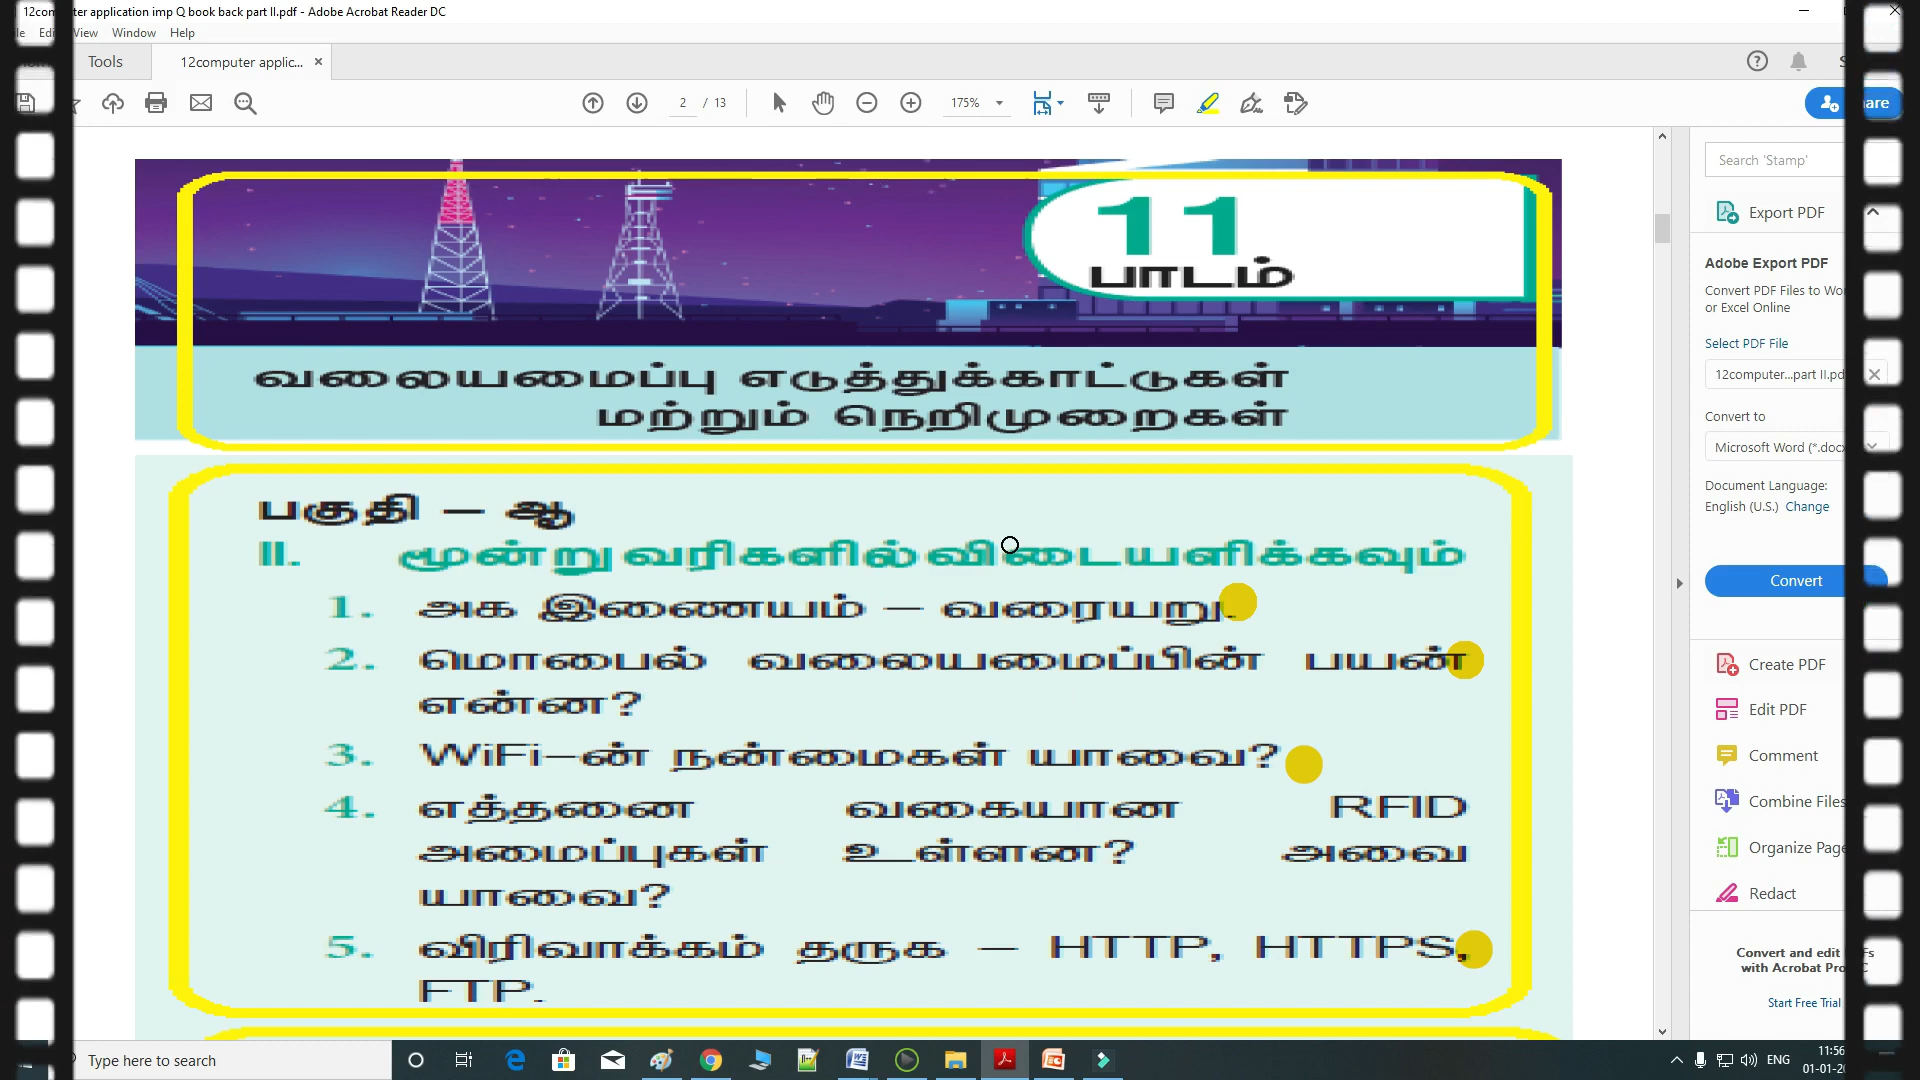 12com er application imp Q book back part II.pdf - Adobe Acrobat Reader DC
View Window Help
Tools
12computer applic... ×
2 / 13
175%
Search 'Stamp'
Export PDF
Adobe Export PDF
Convert PDF Files to Wo
or Excel Online
Select PDF File
12computer...part II.pd
Convert to
Microsoft Word (*.docx
Document Language:
English (U.S.) Change
Convert
Create PDF
Edit PDF
Comment
Combine Files
Organize Page
Redact
Convert and edit Fs
with Acrobat Pro C
Start Free Trial
11
பாடம்
வலையமைப்பு எடுத்துக்காட்டுகள்
மற்றும் நெறிமுறைகள்
பகுதி – ஆ
II. மூன்று வரிகளில் விடையளிக்கவும்
1. அக இணையம் – வரையறு.
2. மொபைல் வலையமைப்பின் பயன்
என்ன?
3. WiFi–ன் நன்மைகள் யாவை?
4. எத்தனை வகையான RFID
அமைப்புகள் உள்ளன? அவை
யாவை?
5. விரிவாக்கம் தருக – HTTP, HTTPS,
FTP.
Type here to search
ENG
11:56
01-01-20